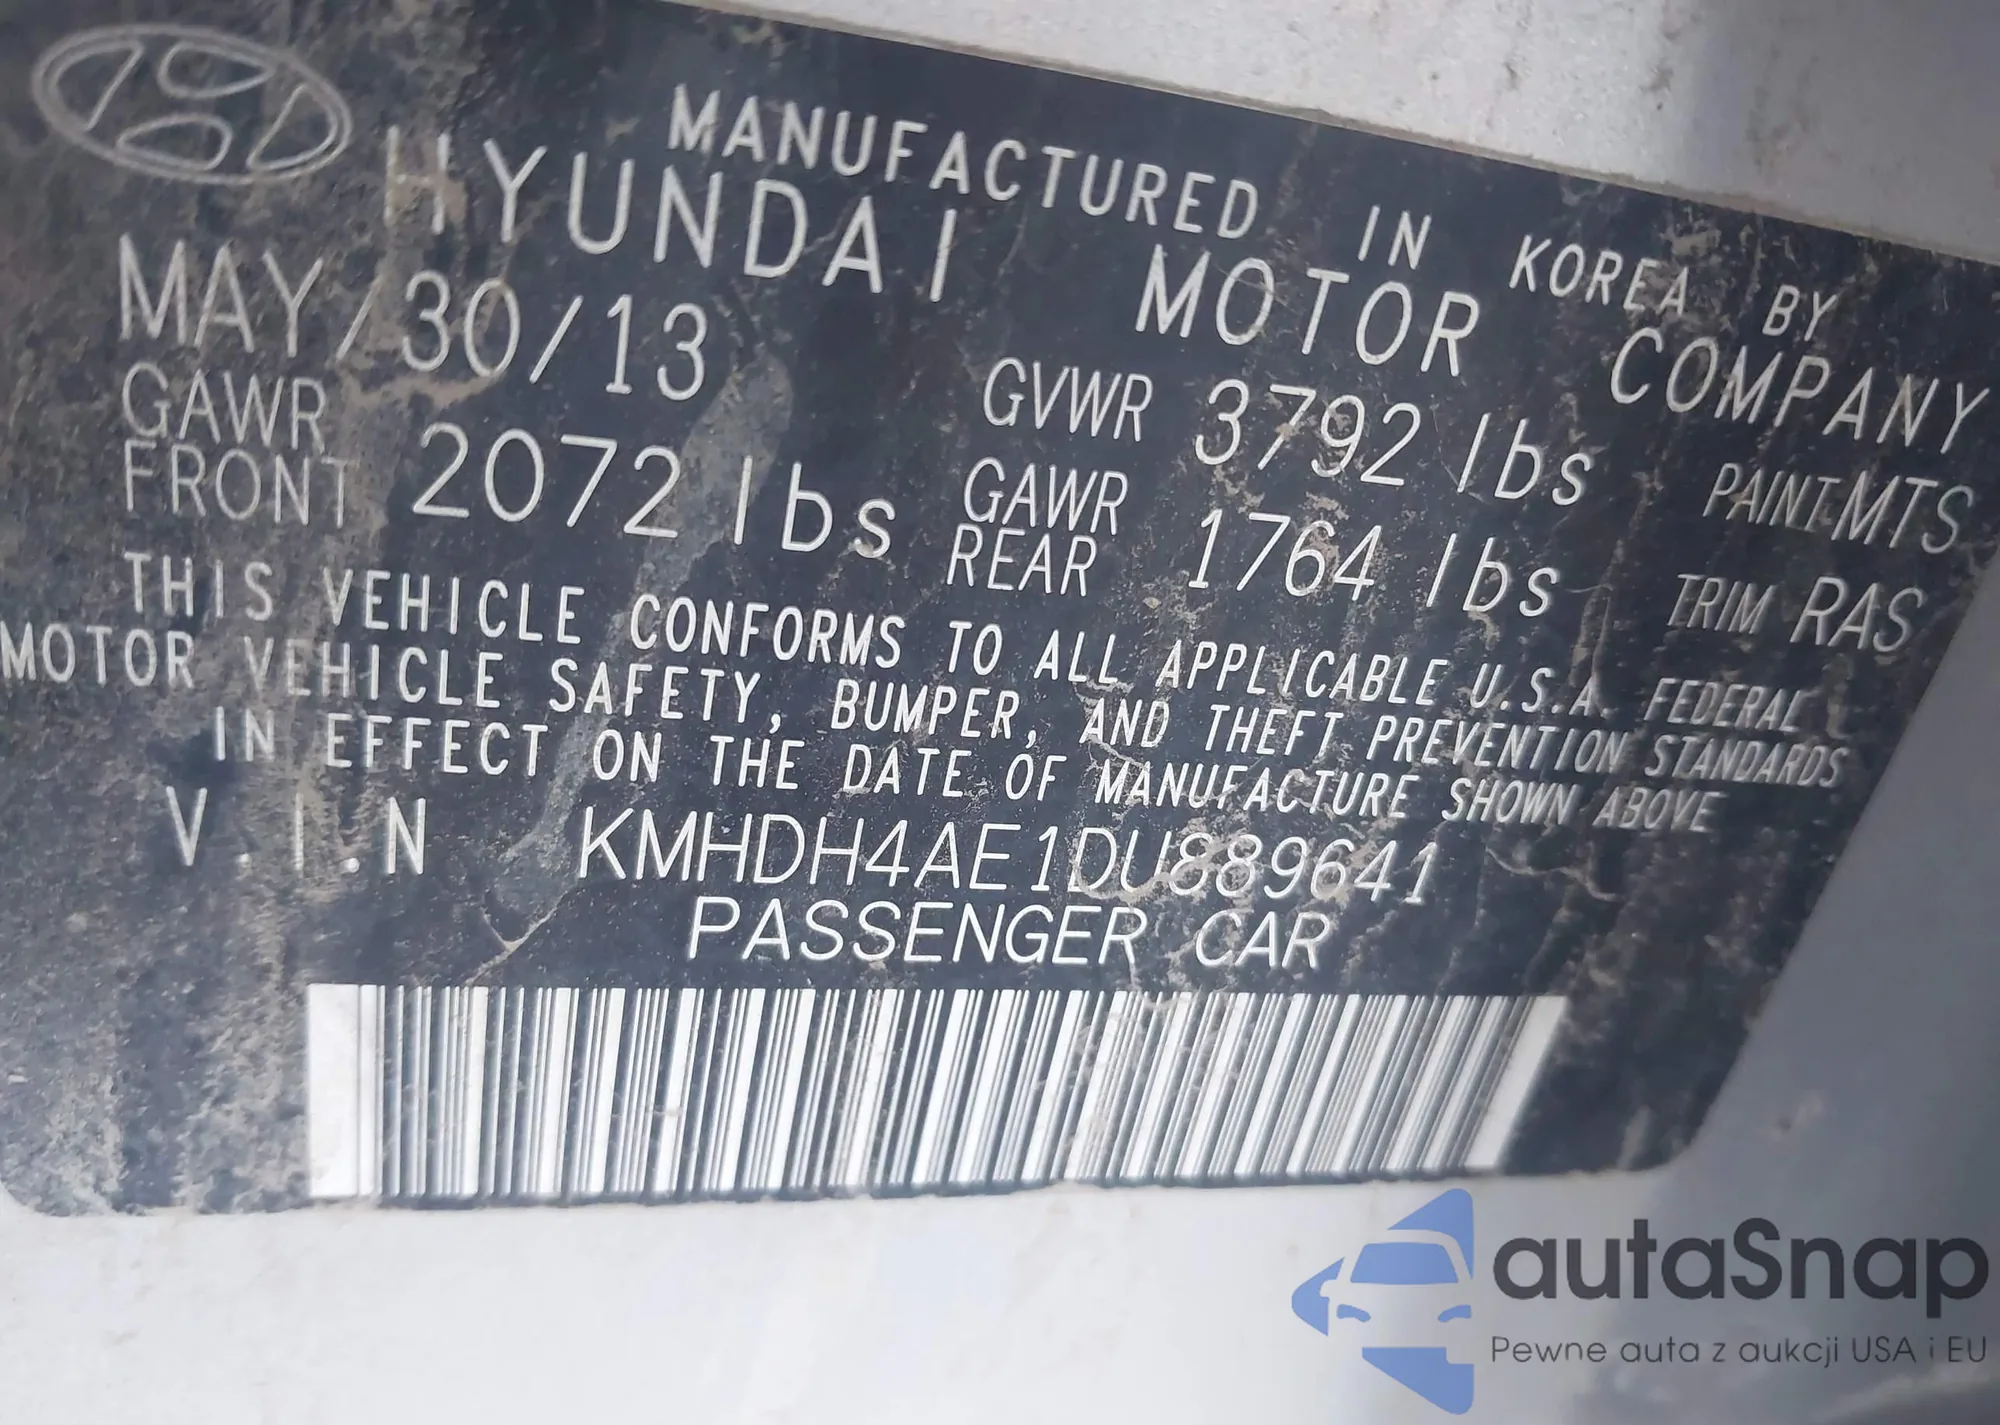 MANUFACTURED IN KOREA BY
HYUNDAI MOTOR COMPANY
MAY/30/13 GVWR 3792 lbs PAINT-MTS
GAWR FRONT 2072 lbs GAWR REAR 1764 lbs TRIM RAS
THIS VEHICLE CONFORMS TO ALL APPLICABLE U.S.A. FEDERAL
MOTOR VEHICLE SAFETY, BUMPER, AND THEFT PREVENTION STANDARDS
IN EFFECT ON THE DATE OF MANUFACTURE SHOWN ABOVE
V.I.N KMHDH4AE1DU889641
PASSENGER CAR
autaSnap
Pewne auta z aukcji USA i EU